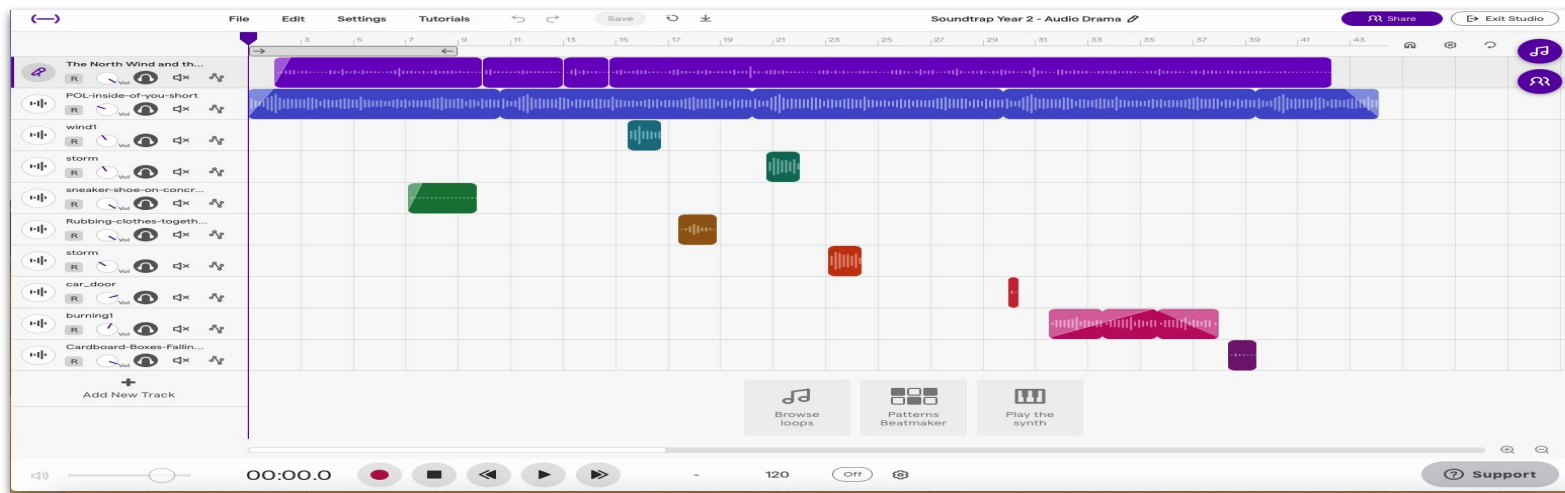 File Edit Settings Tutorials Save Soundtrap Year 2 - Audio Drama Share Exit Studio
3 5 7 9 11 13 15 17 19 21 23 25 27 29 31 33 35 37 39 41 43
The North Wind and th...
R Vol
POL-inside-of-you-short
R Vol
wind1
R Vol
storm
R Vol
sneaker-shoe-on-concr...
R Vol
Rubbing-clothes-togeth...
R Vol
storm
R Vol
car_door
R Vol
burning1
R Vol
Cardboard-Boxes-Fallin...
R Vol
Add New Track
Browse loops
Patterns Beatmaker
Play the synth
00:00.0 - 120 Off Support